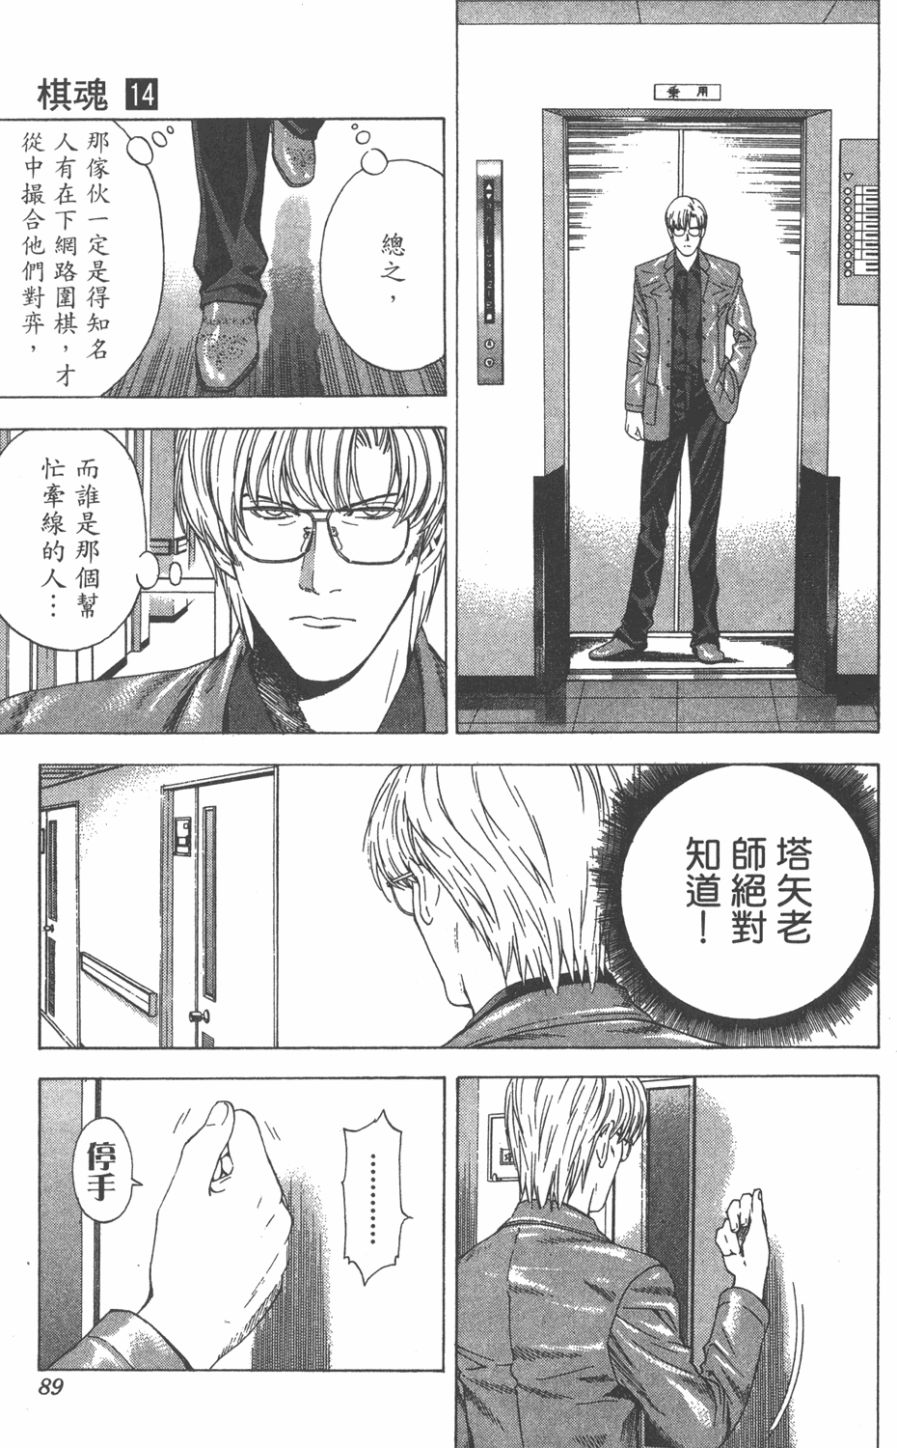 棋魂 14
乗用
總之，
那傢伙一定是得知名
人有在下網路圍棋，才
從中撮合他們對弈，
而誰是那個幫
忙牽線的人…
塔矢老
師絕對
知道！
………
停手
89